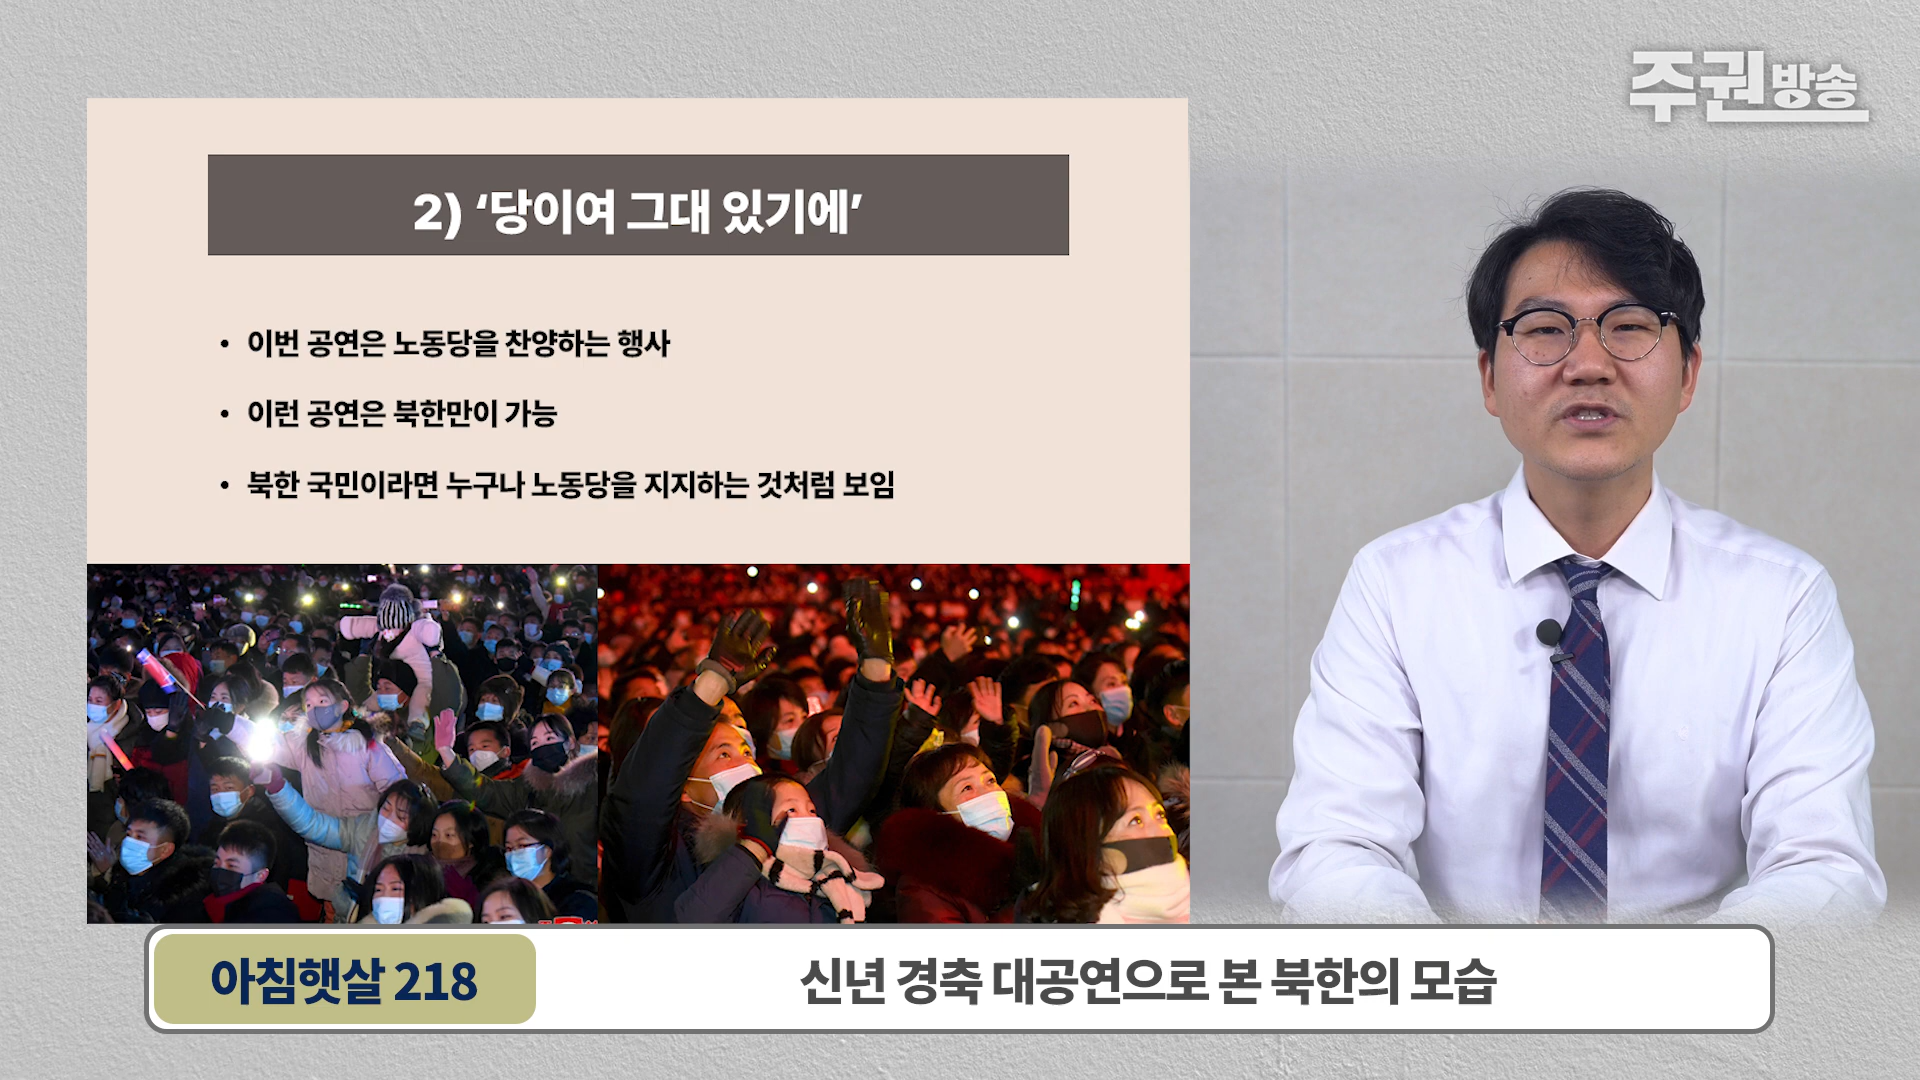 주권방송
2) ‘당이여 그대 있기에’
• 이번 공연은 노동당을 찬양하는 행사
• 이런 공연은 북한만이 가능
• 북한 국민이라면 누구나 노동당을 지지하는 것처럼 보임
아침햇살 218
신년 경축 대공연으로 본 북한의 모습